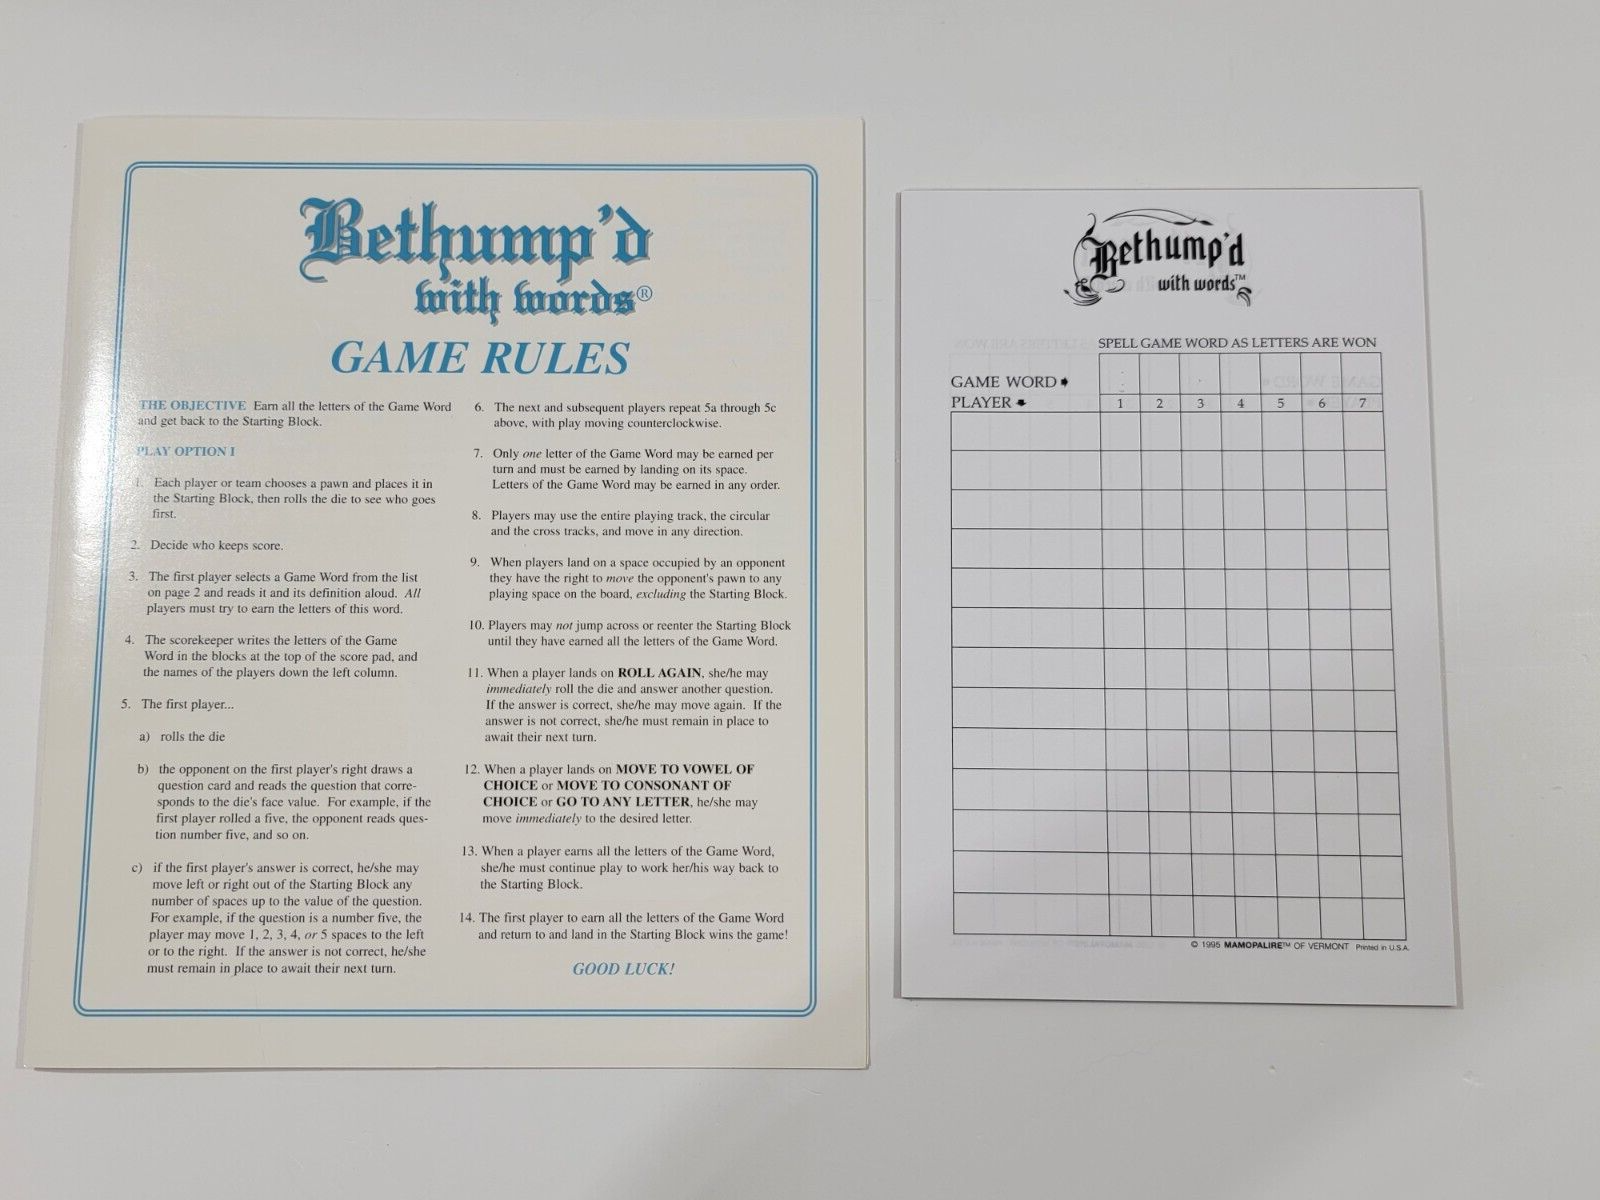 Bethump'd
with words®
GAME RULES
THE OBJECTIVE Earn all the letters of the Game Word
and get back to the Starting Block.
PLAY OPTION I
1. Each player or team chooses a pawn and places it in
the Starting Block, then rolls the die to see who goes
first.
2. Decide who keeps score.
3. The first player selects a Game Word from the list
on page 2 and reads it and its definition aloud. All
players must try to earn the letters of this word.
4. The scorekeeper writes the letters of the Game
Word in the blocks at the top of the score pad, and
the names of the players down the left column.
5. The first player...
a) rolls the die
b) the opponent on the first player's right draws a
question card and reads the question that corre-
sponds to the die's face value. For example, if the
first player rolled a five, the opponent reads ques-
tion number five, and so on.
c) if the first player's answer is correct, he/she may
move left or right out of the Starting Block any
number of spaces up to the value of the question.
For example, if the question is a number five, the
player may move 1, 2, 3, 4, or 5 spaces to the left
or to the right. If the answer is not correct, he/she
must remain in place to await their next turn.
6. The next and subsequent players repeat 5a through 5c
above, with play moving counterclockwise.
7. Only one letter of the Game Word may be earned per
turn and must be earned by landing on its space.
Letters of the Game Word may be earned in any order.
8. Players may use the entire playing track, the circular
and the cross tracks, and move in any direction.
9. When players land on a space occupied by an opponent
they have the right to move the opponent's pawn to any
playing space on the board, excluding the Starting Block.
10. Players may not jump across or reenter the Starting Block
until they have earned all the letters of the Game Word.
11. When a player lands on ROLL AGAIN, she/he may
immediately roll the die and answer another question.
If the answer is correct, she/he may move again. If the
answer is not correct, she/he must remain in place to
await their next turn.
12. When a player lands on MOVE TO VOWEL OF
CHOICE or MOVE TO CONSONANT OF
CHOICE or GO TO ANY LETTER, he/she may
move immediately to the desired letter.
13. When a player earns all the letters of the Game Word,
she/he must continue play to work her/his way back to
the Starting Block.
14. The first player to earn all the letters of the Game Word
and return to and land in the Starting Block wins the game!
GOOD LUCK!
Bethump'd
with words™
SPELL GAME WORD AS LETTERS ARE WON
GAME WORD
PLAYER 1 2 3 4 5 6 7
© 1995 MAMOPALIRE™ OF VERMONT Printed in U.S.A.